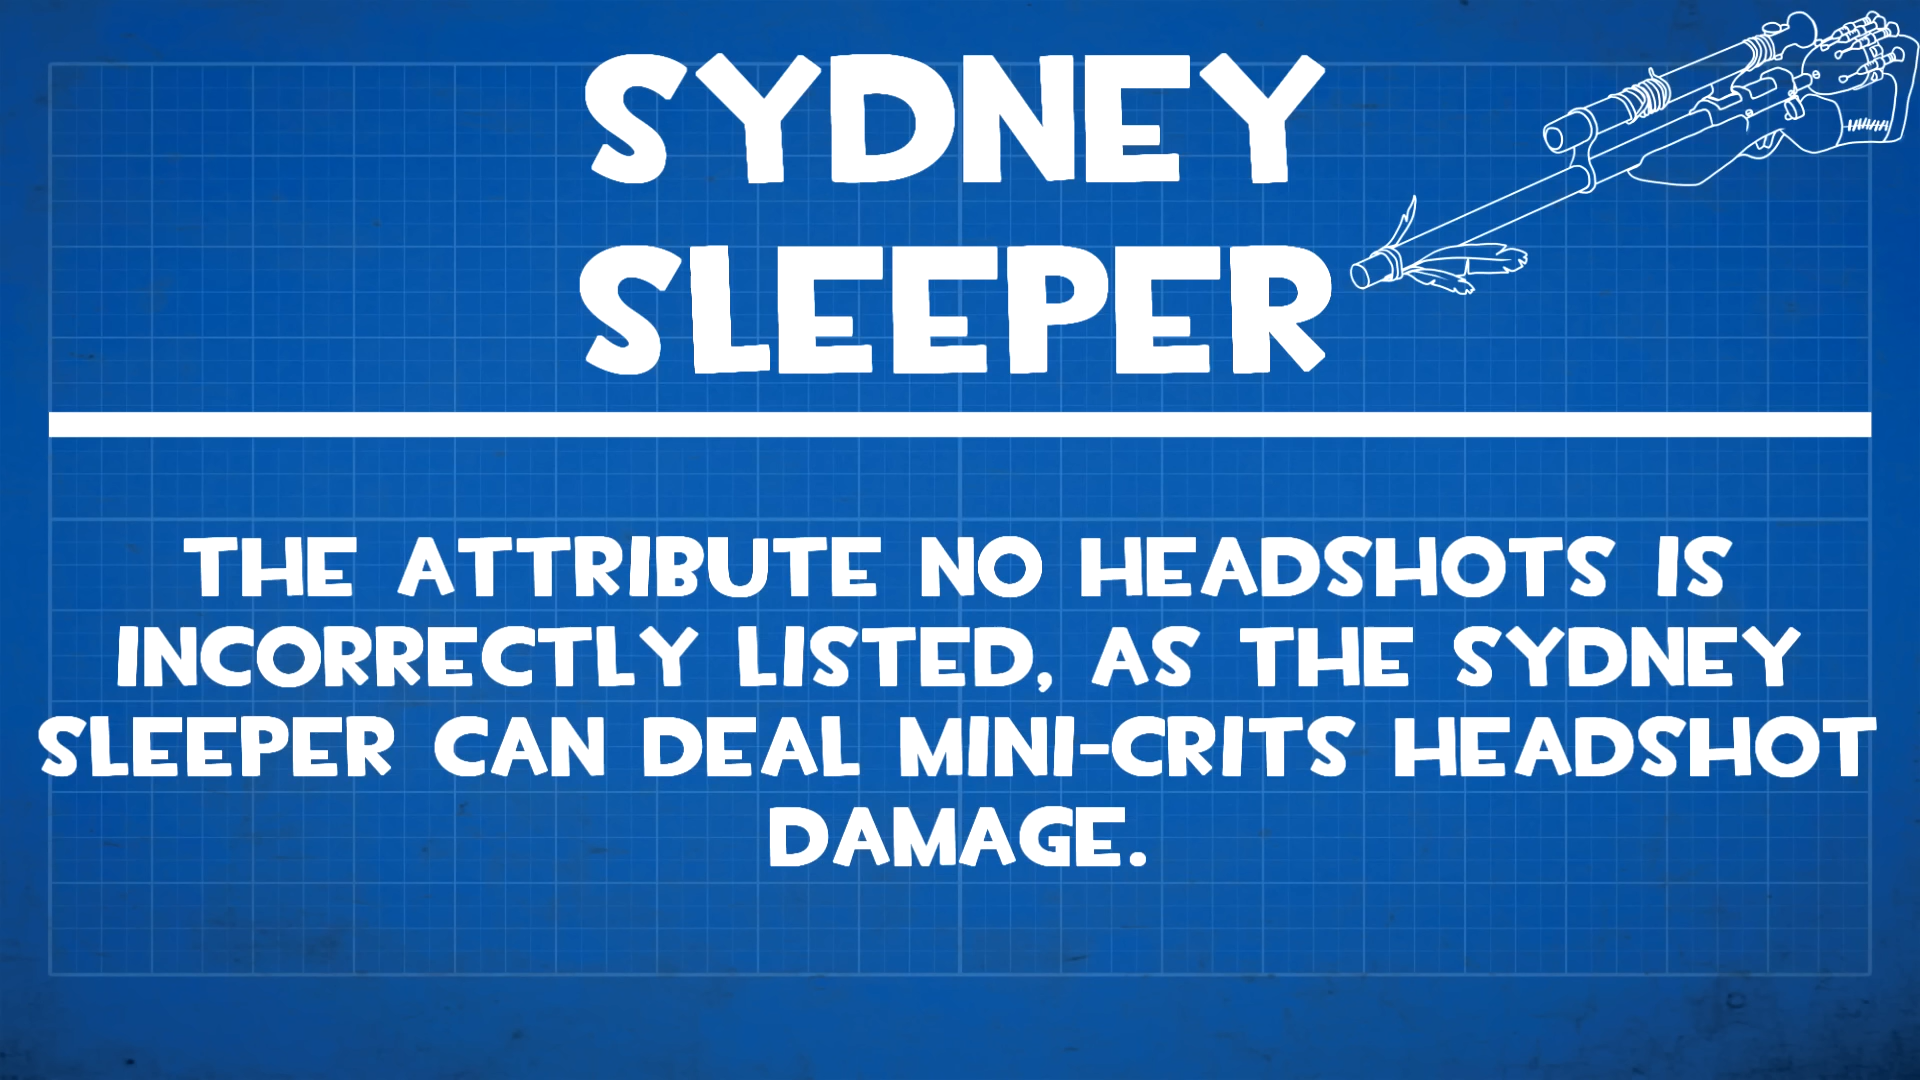 SYDNEY
SLEEPER
THE ATTRIBUTE NO HEADSHOTS IS
INCORRECTLY LISTED, AS THE SYDNEY
SLEEPER CAN DEAL MINI-CRITS HEADSHOT
DAMAGE.